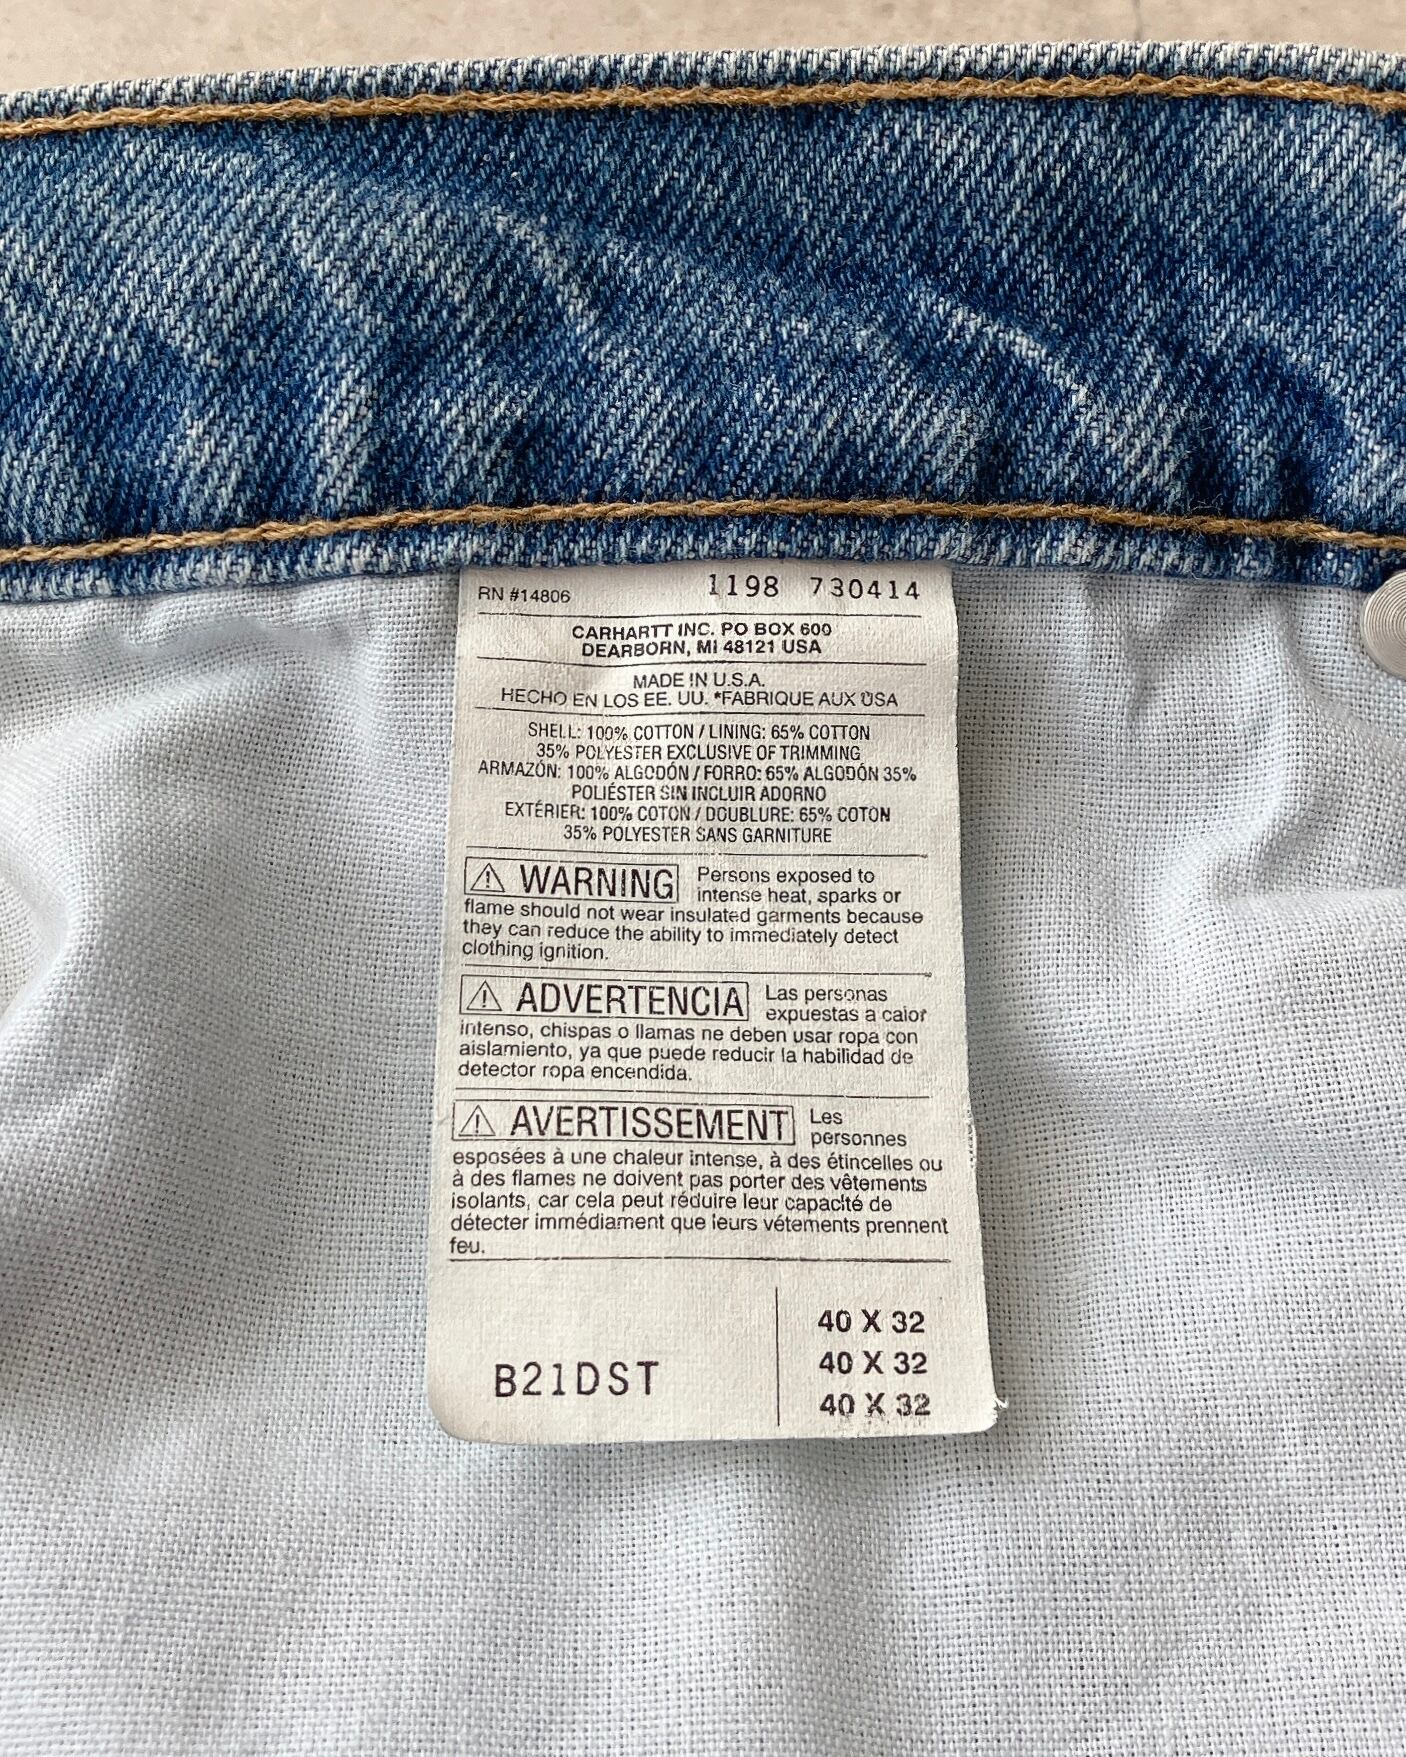 RN #14806 1198 730414
CARHARTT INC. PO BOX 600
DEARBORN, MI 48121 USA
MADE IN U.S.A.
HECHO EN LOS EE. UU. *FABRIQUE AUX USA
SHELL: 100% COTTON / LINING: 65% COTTON
35% POLYESTER EXCLUSIVE OF TRIMMING
ARMAZÓN: 100% ALGODÓN / FORRO: 65% ALGODÓN 35%
POLIÉSTER SIN INCLUIR ADORNO
EXTÉRIER: 100% COTON / DOUBLURE: 65% COTON
35% POLYESTER SANS GARNITURE
⚠ WARNING Persons exposed to
intense heat, sparks or
flame should not wear insulated garments because
they can reduce the ability to immediately detect
clothing ignition.
⚠ ADVERTENCIA Las personas
expuestas a calor
intenso, chispas o llamas ne deben usar ropa con
aislamiento, ya que puede reducir la habilidad de
detector ropa encendida.
⚠ AVERTISSEMENT Les
personnes
esposées à une chaleur intense, à des étincelles ou
à des flames ne doivent pas porter des vêtements
isolants, car cela peut réduire leur capacité de
détecter immédiament que leurs vétements prennent
feu.
B21DST
40 X 32
40 X 32
40 X 32